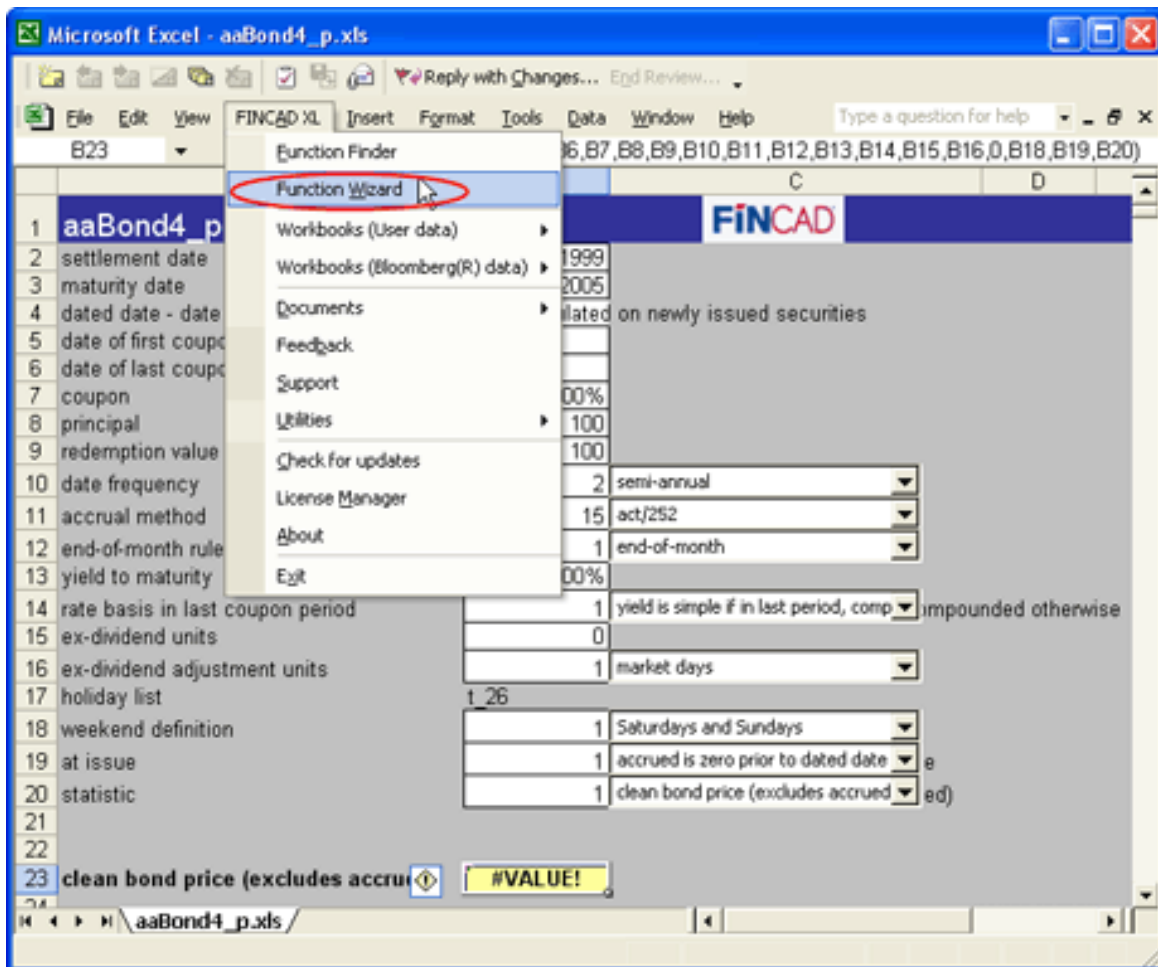 Microsoft Excel - aaBond4_p.xls
Reply with Changes... End Review...
File Edit View FINCAD XL Insert Format Tools Data Window Help Type a question for help
B23 B6,B7,B8,B9,B10,B11,B12,B13,B14,B15,B16,0,B18,B19,B20)
Function Finder
Function Wizard
Workbooks (User data)
Workbooks (Bloomberg(R) data)
Documents
Feedback
Support
Utilities
Check for updates
License Manager
About
Exit
C D
1 aaBond4_p FINCAD
2 settlement date 1999
3 maturity date 2005
4 dated date - date on newly issued securities
5 date of first
6 date of last
7 coupon 00%
8 principal 100
9 redemption value 100
10 date frequency 2 semi-annual
11 accrual method 15 act/252
12 end-of-month rule 1 end-of-month
13 yield to maturity 00%
14 rate basis in last coupon period 1 yield is simple if in last period, comp mpounded otherwise
15 ex-dividend units 0
16 ex-dividend adjustment units 1 market days
17 holiday list t_26
18 weekend definition 1 Saturdays and Sundays
19 at issue 1 accrued is zero prior to dated date e
20 statistic 1 clean bond price (excludes accrued ed)
21
22
23 clean bond price (excludes accru #VALUE!
24
aaBond4_p.xls